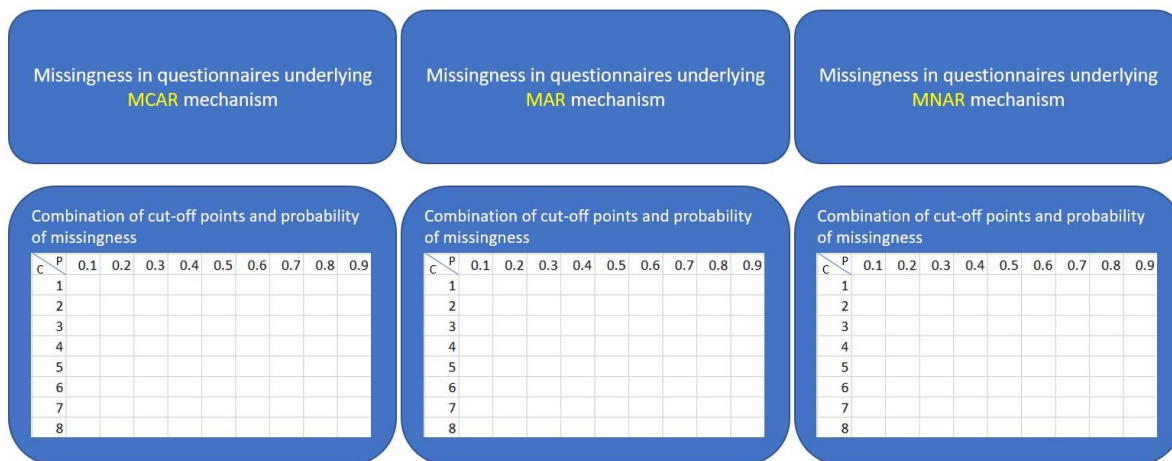 Missingness in questionnaires underlying
MCAR mechanism
Missingness in questionnaires underlying
MAR mechanism
Missingness in questionnaires underlying
MNAR mechanism
Combination of cut-off points and probability
of missingness
C P 0.1 0.2 0.3 0.4 0.5 0.6 0.7 0.8 0.9
1
2
3
4
5
6
7
8
Combination of cut-off points and probability
of missingness
C P 0.1 0.2 0.3 0.4 0.5 0.6 0.7 0.8 0.9
1
2
3
4
5
6
7
8
Combination of cut-off points and probability
of missingness
C P 0.1 0.2 0.3 0.4 0.5 0.6 0.7 0.8 0.9
1
2
3
4
5
6
7
8